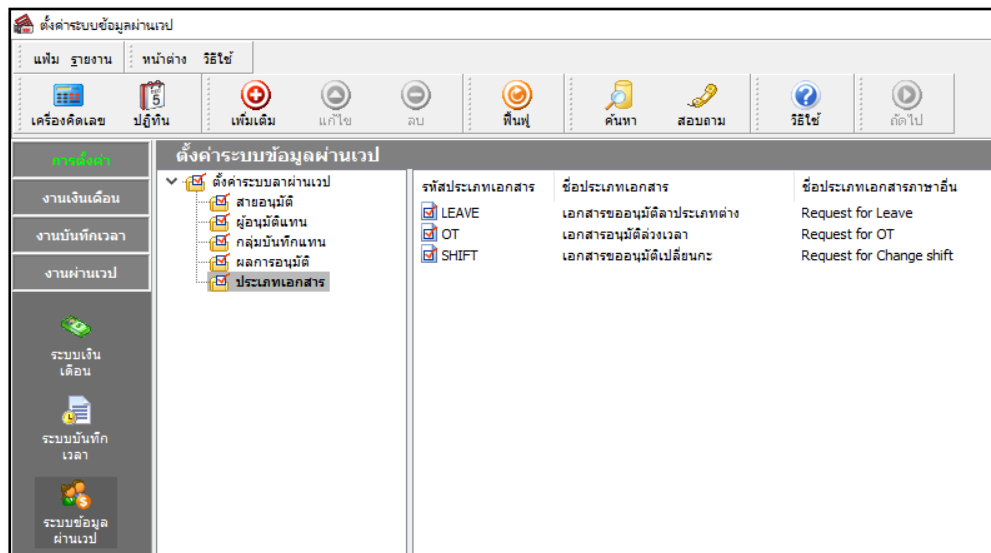 ตั้งค่าระบบข้อมูลผ่านเวป
แฟ้ม รายงาน หน้าต่าง วิธีใช้
เครื่องคิดเลข ปฏิทิน เพิ่มเติม แก้ไข ลบ ฟื้นฟู ค้นหา สอบถาม วิธีใช้ ถัดไป
การตั้งค่า
งานเงินเดือน
งานบันทึกเวลา
งานผ่านเวป
ระบบเงิน
เดือน
ระบบบันทึก
เวลา
ระบบข้อมูล
ผ่านเวป
ตั้งค่าระบบข้อมูลผ่านเวป
ตั้งค่าระบบลาผ่านเวป
สายอนุมัติ
ผู้อนุมัติแทน
กลุ่มบันทึกแทน
ผลการอนุมัติ
ประเภทเอกสาร
รหัสประเภทเอกสาร ชื่อประเภทเอกสาร ชื่อประเภทเอกสารภาษาอื่น
LEAVE เอกสารขออนุมัติลาประเภทต่าง Request for Leave
OT เอกสารอนุมัติล่วงเวลา Request for OT
SHIFT เอกสารขออนุมัติเปลี่ยนกะ Request for Change shift